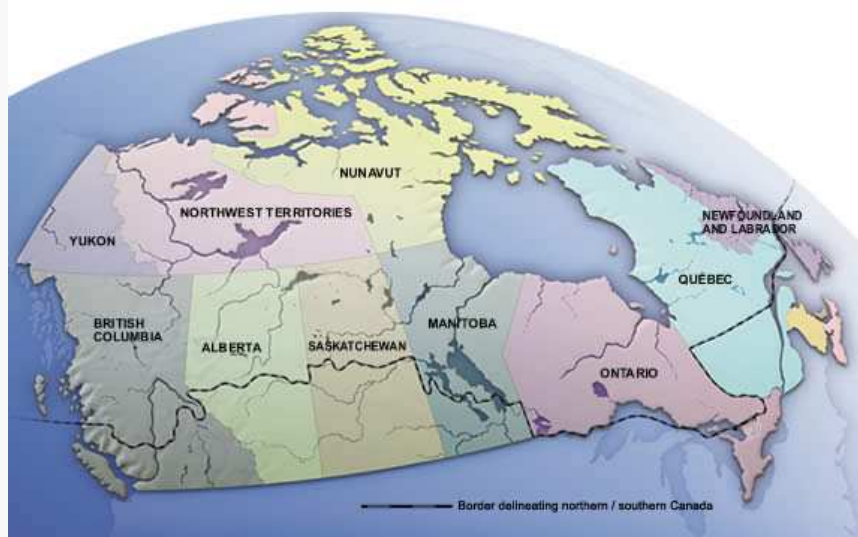 NUNAVUT
NORTHWEST TERRITORIES
YUKON
NEWFOUNDLAND
AND LABRADOR
QUÉBEC
BRITISH
COLUMBIA
ALBERTA
SASKATCHEWAN
MANITOBA
ONTARIO
Border delineating northern / southern Canada